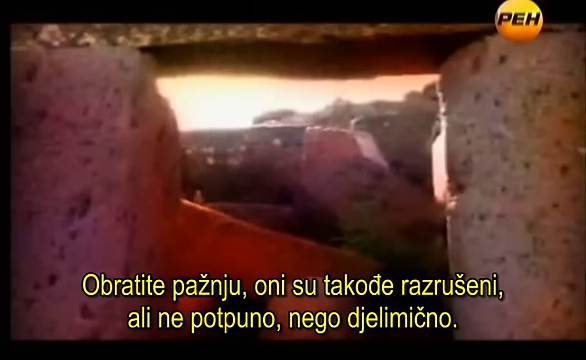 РЕН
Obratite pažnju, oni su takođe razrušeni,
ali ne potpuno, nego djelimično.